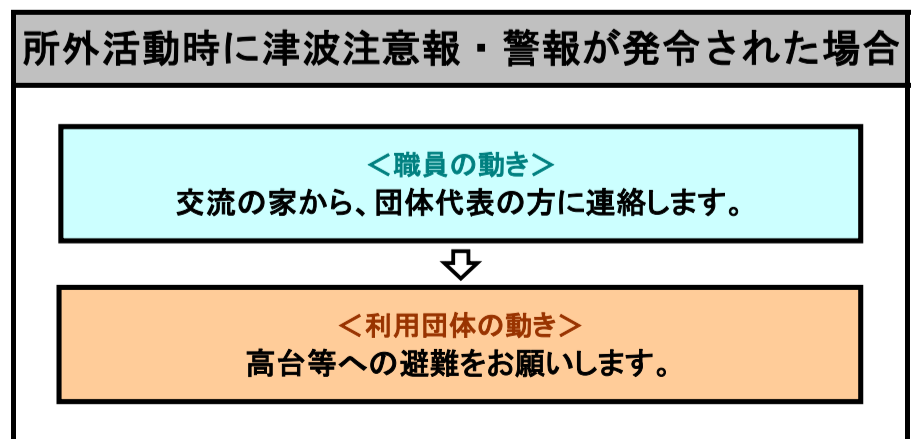 所外活動時に津波注意報・警報が発令された場合
＜職員の動き＞
交流の家から、団体代表の方に連絡します。
＜利用団体の動き＞
高台等への避難をお願いします。